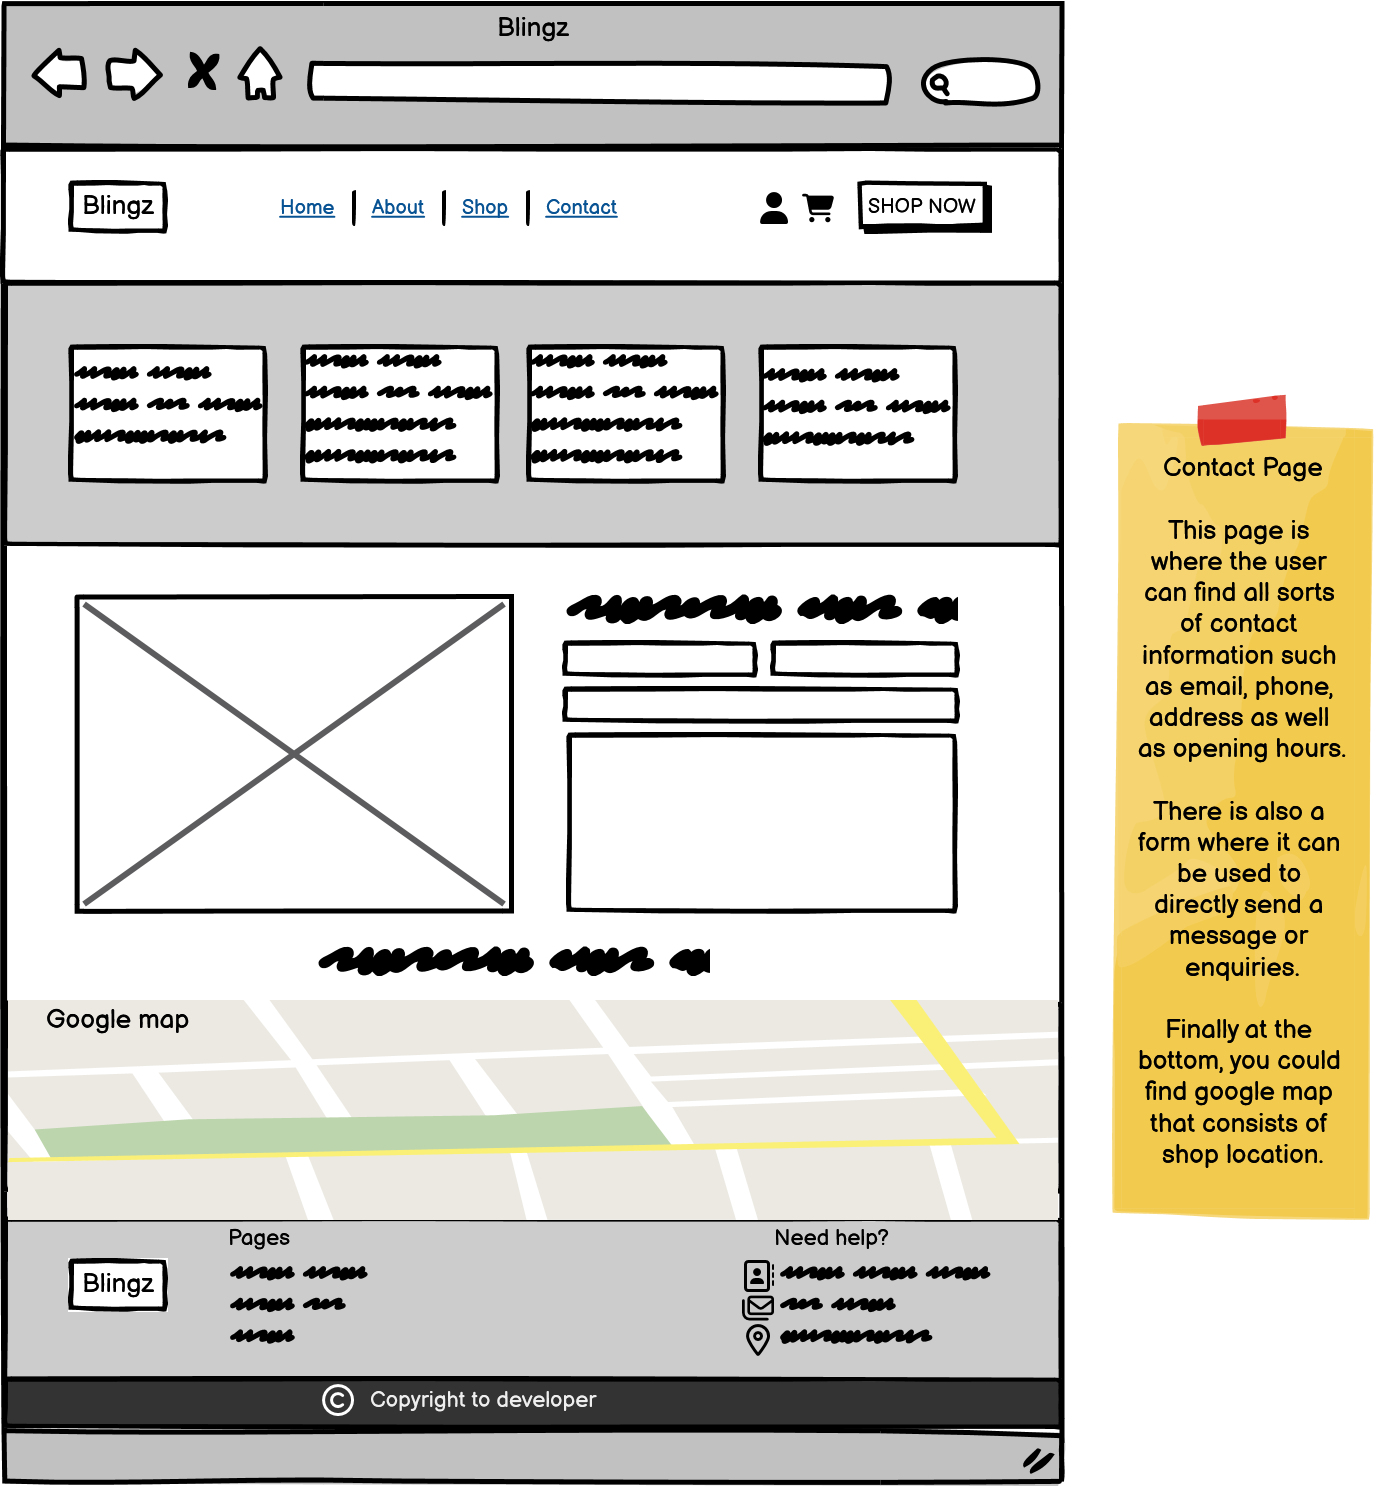 Blingz
Blingz
Home
About
Shop
Contact
SHOP NOW
Contact Page
This page is
where the user
can find all sorts
of contact
information such
as email, phone,
address as well
as opening hours.
There is also a
form where it can
be used to
directly send a
message or
enquiries.
Finally at the
bottom, you could
find google map
that consists of
shop location.
Google map
Blingz
Pages
Need help?
© Copyright to developer